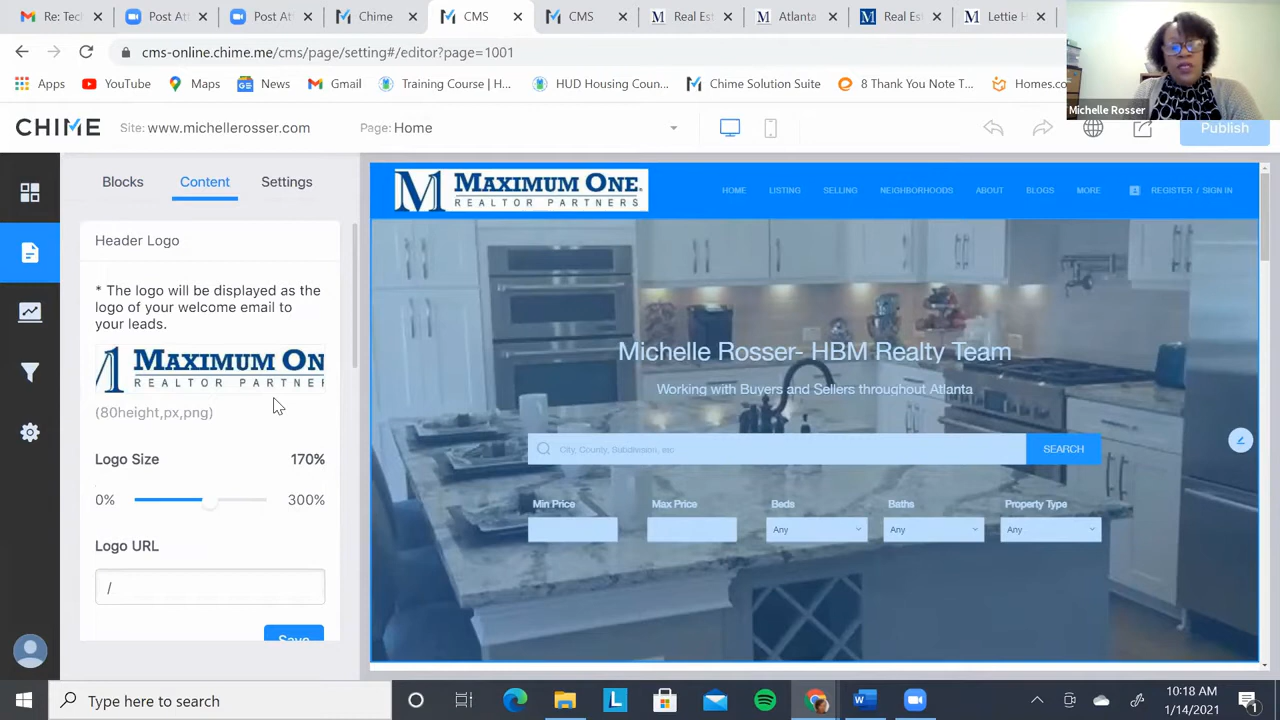 Re: Tec
Post At
Post At
Chime
CMS
CMS
Real Est
Atlanta
Real Es
Lettie H
cms-online.chime.me/cms/page/setting#/editor?page=1001
Apps
YouTube
Maps
News
Gmail
Training Course | H...
HUD Housing Coun...
Chime Solution Suite
8 Thank You Note T...
Homes.co
Michelle Rosser
CHIME
Site: www.michellerosser.com
Page: Home
Publish
Blocks
Content
Settings
Header Logo
* The logo will be displayed as the
logo of your welcome email to
your leads.
MAXIMUM ON
REALTOR PARTNER
(80height,px,png)
Logo Size
170%
0%
300%
Logo URL
/
Save
M MAXIMUM ONE
REALTOR PARTNERS
HOME
LISTING
SELLING
NEIGHBORHOODS
ABOUT
BLOGS
MORE
REGISTER / SIGN IN
Michelle Rosser- HBM Realty Team
Working with Buyers and Sellers throughout Atlanta
City, County, Subdivision, etc
SEARCH
Min Price
Max Price
Beds
Baths
Property Type
Any
Any
Any
Type here to search
10:18 AM
1/14/2021
1